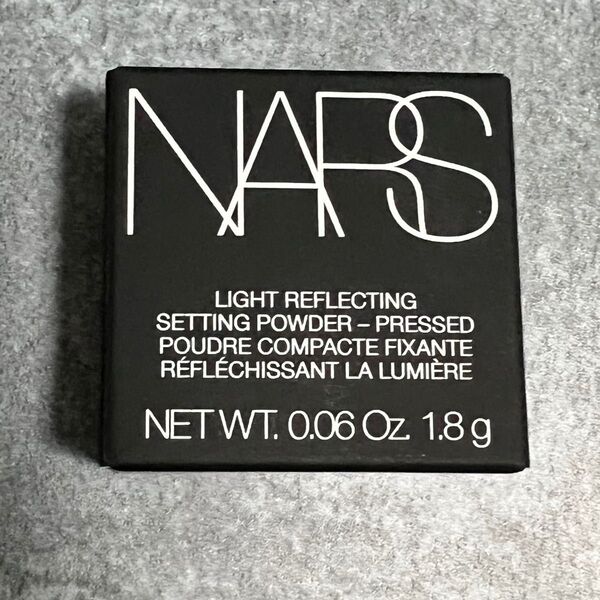 NARS
LIGHT REFLECTING
SETTING POWDER – PRESSED
POUDRE COMPACTE FIXANTE
RÉFLÉCHISSANT LA LUMIÈRE
NET WT. 0.06 Oz. 1.8 g